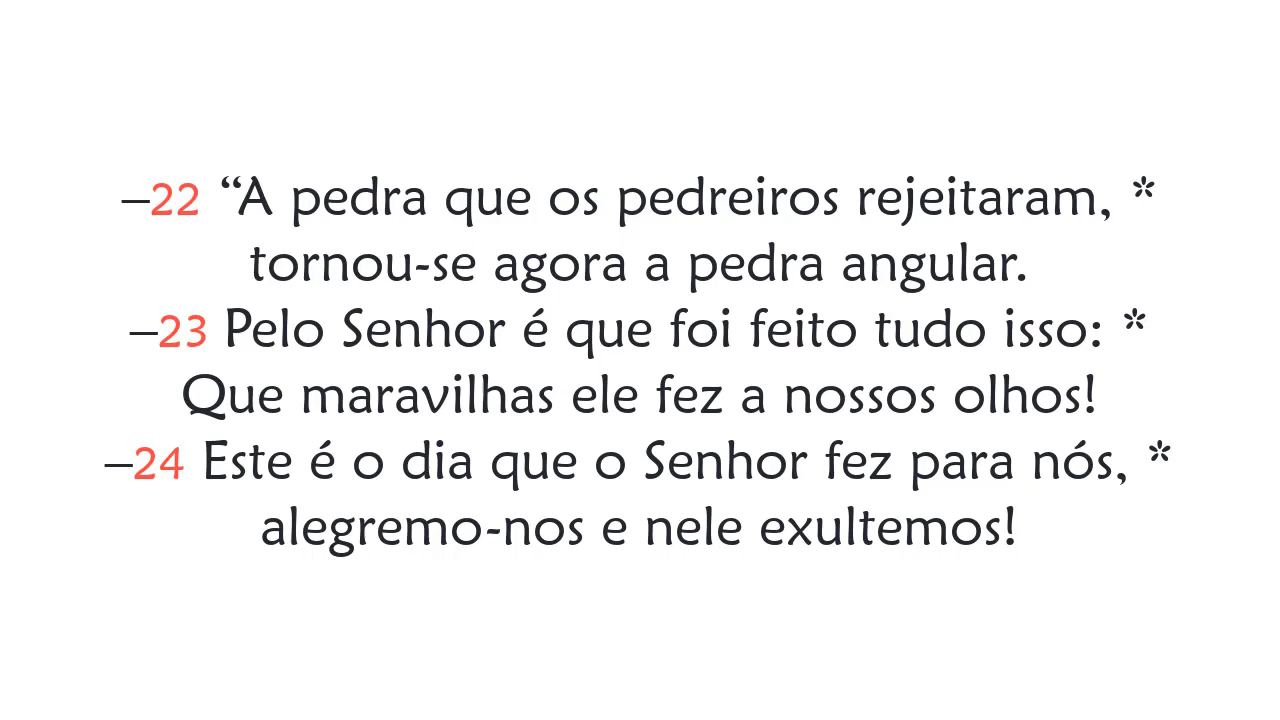 –22 “A pedra que os pedreiros rejeitaram, *
tornou-se agora a pedra angular.
–23 Pelo Senhor é que foi feito tudo isso: *
Que maravilhas ele fez a nossos olhos!
–24 Este é o dia que o Senhor fez para nós, *
alegremo-nos e nele exultemos!